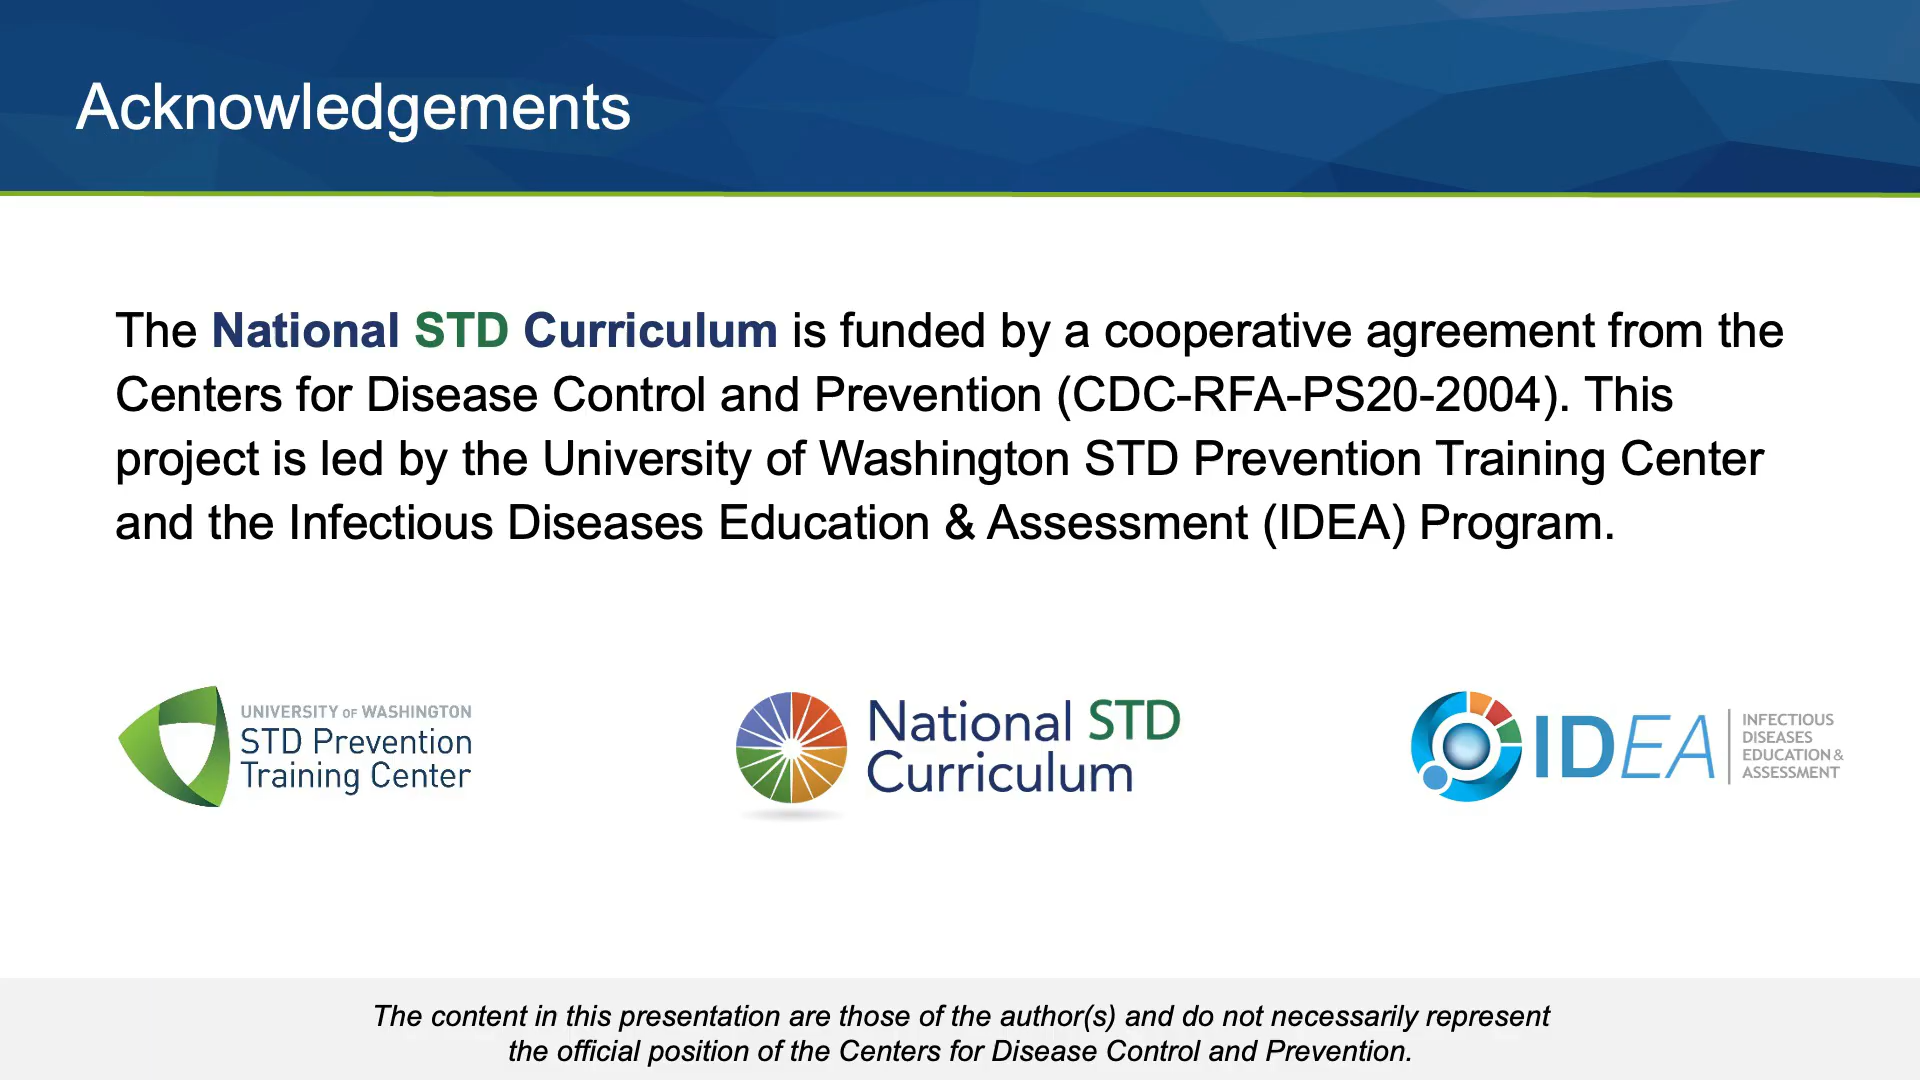 Acknowledgements
The National STD Curriculum is funded by a cooperative agreement from the
Centers for Disease Control and Prevention (CDC-RFA-PS20-2004). This
project is led by the University of Washington STD Prevention Training Center
and the Infectious Diseases Education & Assessment (IDEA) Program.
UNIVERSITY OF WASHINGTON
STD Prevention
Training Center
National STD
Curriculum
IDEA
INFECTIOUS
DISEASES
EDUCATION &
ASSESSMENT
The content in this presentation are those of the author(s) and do not necessarily represent
the official position of the Centers for Disease Control and Prevention.